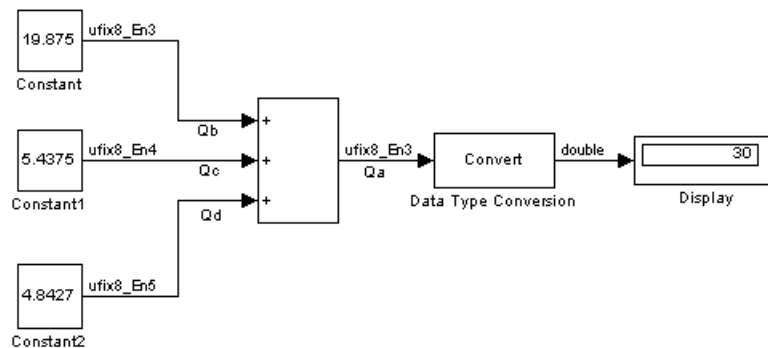 19.875
ufix8_En3
Constant
Qb
+
5.4375
ufix8_En4
Constant1
Qc
+
ufix8_En3
Qa
Convert
Data Type Conversion
double
30
Display
Qd
+
4.8427
ufix8_En5
Constant2